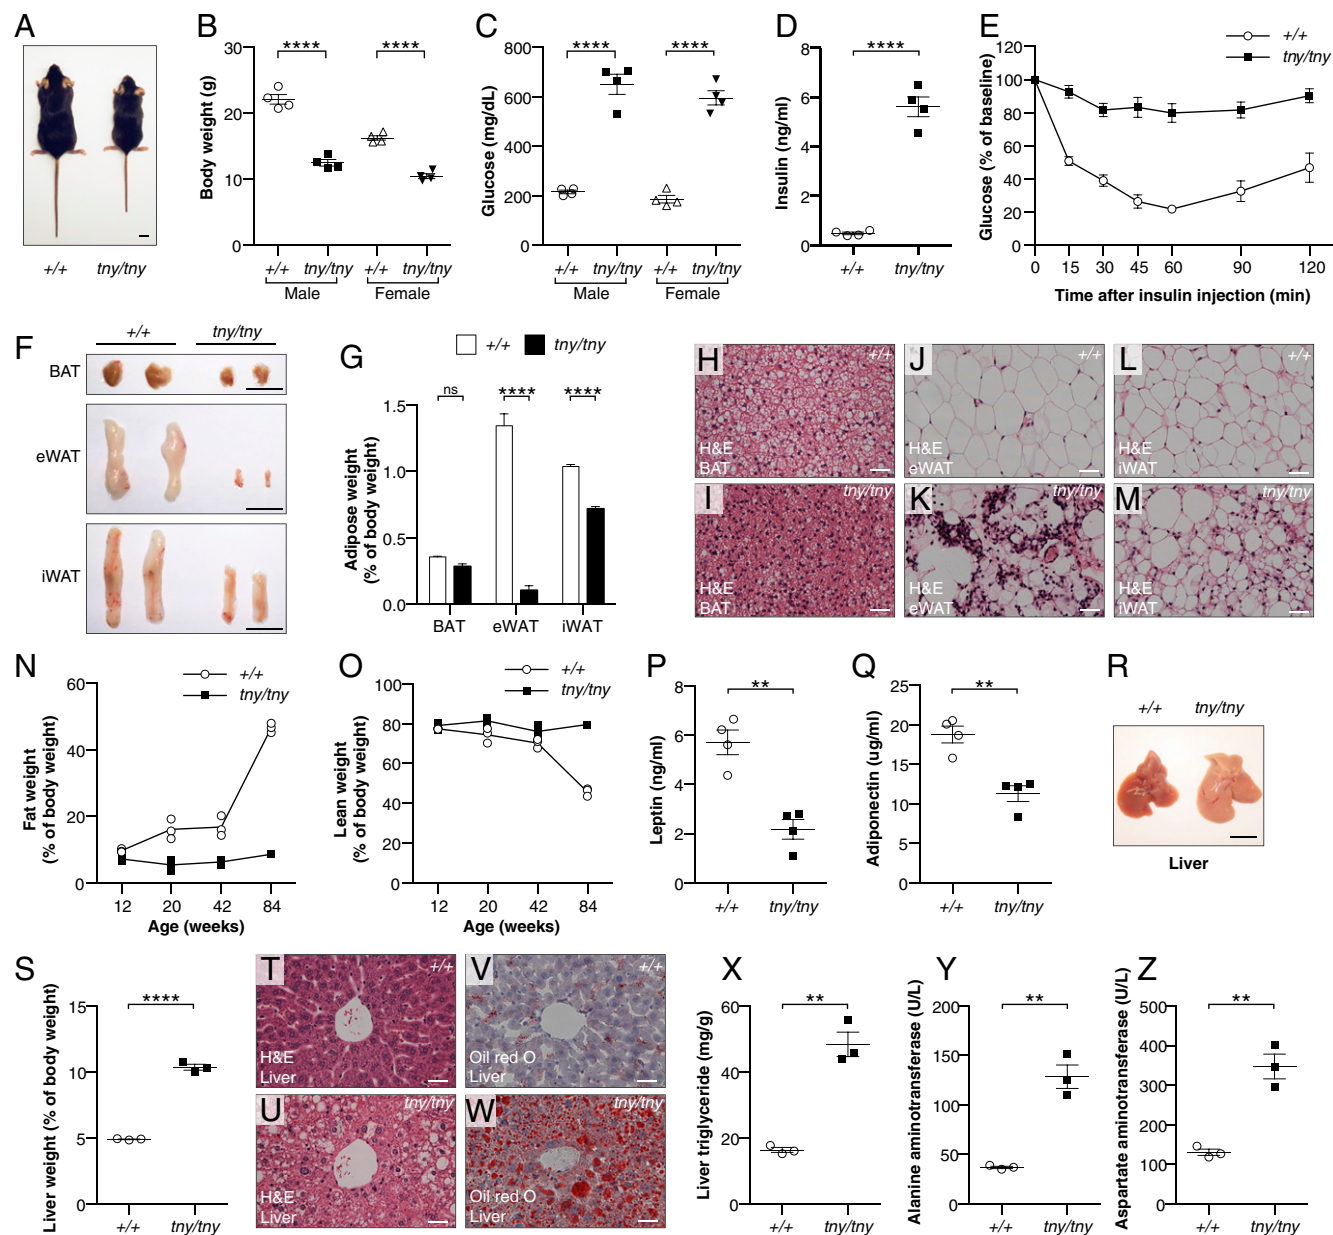 A
+/+
tny/tny
B
Body weight (g)
30
20
10
0
****
****
+/+
tny/tny
+/+
tny/tny
Male
Female
C
Glucose (mg/dL)
800
600
400
200
0
****
****
+/+
tny/tny
+/+
tny/tny
Male
Female
D
Insulin (ng/ml)
8
6
4
2
0
****
+/+
tny/tny
E
Glucose (% of baseline)
120
100
80
60
40
20
0
+/+
tny/tny
0 15 30 45 60 90 120
Time after insulin injection (min)
F
+/+
tny/tny
BAT
eWAT
iWAT
G
+/+
tny/tny
Adipose weight
(% of body weight)
1.5
1.0
0.5
0.0
ns
****
****
BAT
eWAT
iWAT
H
+/+
H&E
BAT
I
tny/tny
H&E
BAT
J
+/+
H&E
eWAT
K
tny/tny
H&E
eWAT
L
+/+
H&E
iWAT
M
tny/tny
H&E
iWAT
N
+/+
tny/tny
Fat weight
(% of body weight)
60
40
20
0
12 20 42 84
Age (weeks)
O
+/+
tny/tny
Lean weight
(% of body weight)
100
80
60
40
20
0
12 20 42 84
Age (weeks)
P
Leptin (ng/ml)
8
6
4
2
0
**
+/+
tny/tny
Q
Adiponectin (ug/ml)
25
20
15
10
5
0
**
+/+
tny/tny
R
+/+
tny/tny
Liver
S
Liver weight (% of body weight)
15
10
5
0
****
+/+
tny/tny
T
+/+
H&E
Liver
U
tny/tny
H&E
Liver
V
+/+
Oil red O
Liver
W
tny/tny
Oil red O
Liver
X
Liver triglyceride (mg/g)
60
40
20
0
**
+/+
tny/tny
Y
Alanine aminotransferase (U/L)
200
150
100
50
0
**
+/+
tny/tny
Z
Aspartate aminotransferase (U/L)
500
400
300
200
100
0
**
+/+
tny/tny